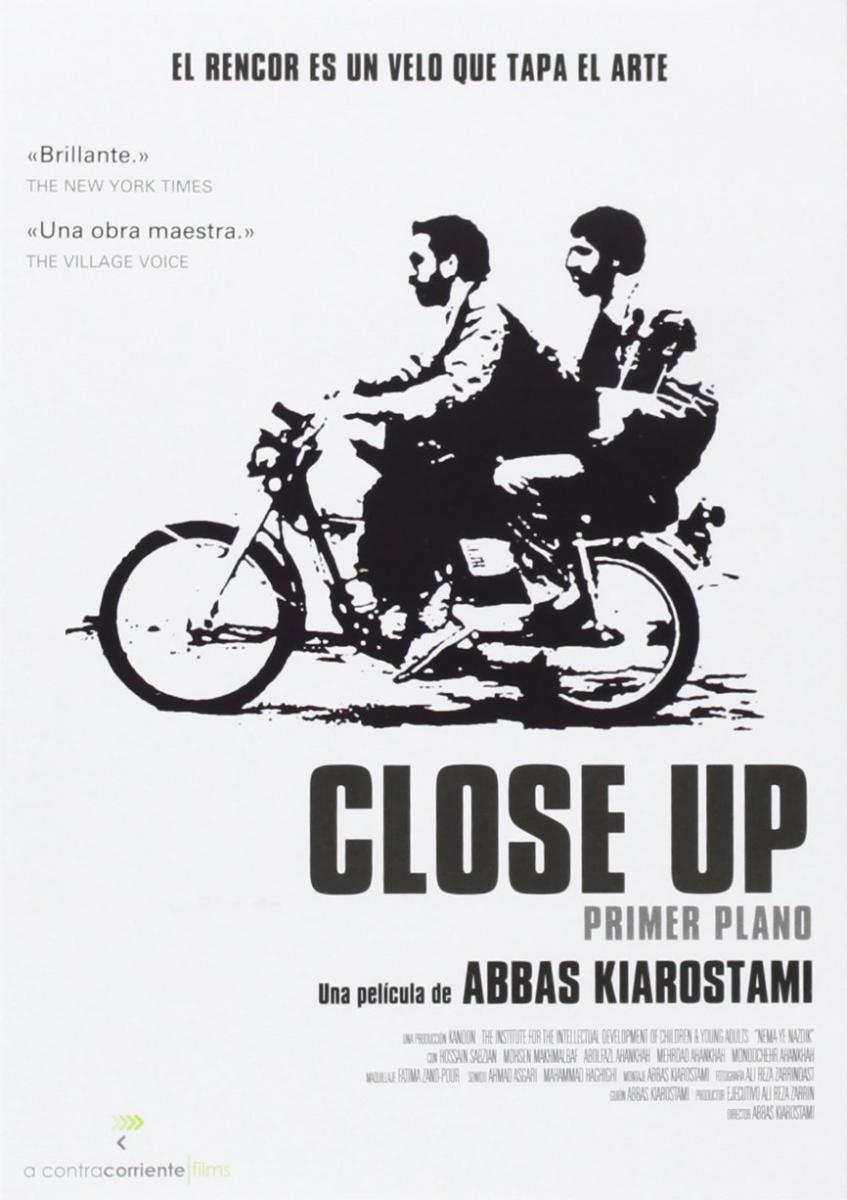 EL RENCOR ES UN VELO QUE TAPA EL ARTE
«Brillante.»
THE NEW YORK TIMES
«Una obra maestra.»
THE VILLAGE VOICE
CLOSE UP
PRIMER PLANO
Una película de ABBAS KIAROSTAMI
UNA PRODUCCIÓN KANOON THE INSTITUTE FOR THE INTELLECTUAL DEVELOPMENT OF CHILDREN & YOUNG ADULTS "NEMA-YE NAZDIK"
CON HOSSAIN SABZIAN MOHSEN MAKHMALBAF ABOLFAZL AHANKHAH MEHRDAD AHANKHAH MONOOCHEHR AHANKHAH
MAQUILLAJE FATIMA ZAND-POUR SONIDO AHMAD ASGARI MAHAMMAD HAGHIGHI MONTAJE ABBAS KIAROSTAMI FOTOGRAFÍA ALI REZA ZARRINDAST
GUIÓN ABBAS KIAROSTAMI PRODUCTOR EJECUTIVO ALI REZA ZARRIN
DIRECTOR ABBAS KIAROSTAMI
a contracorriente films